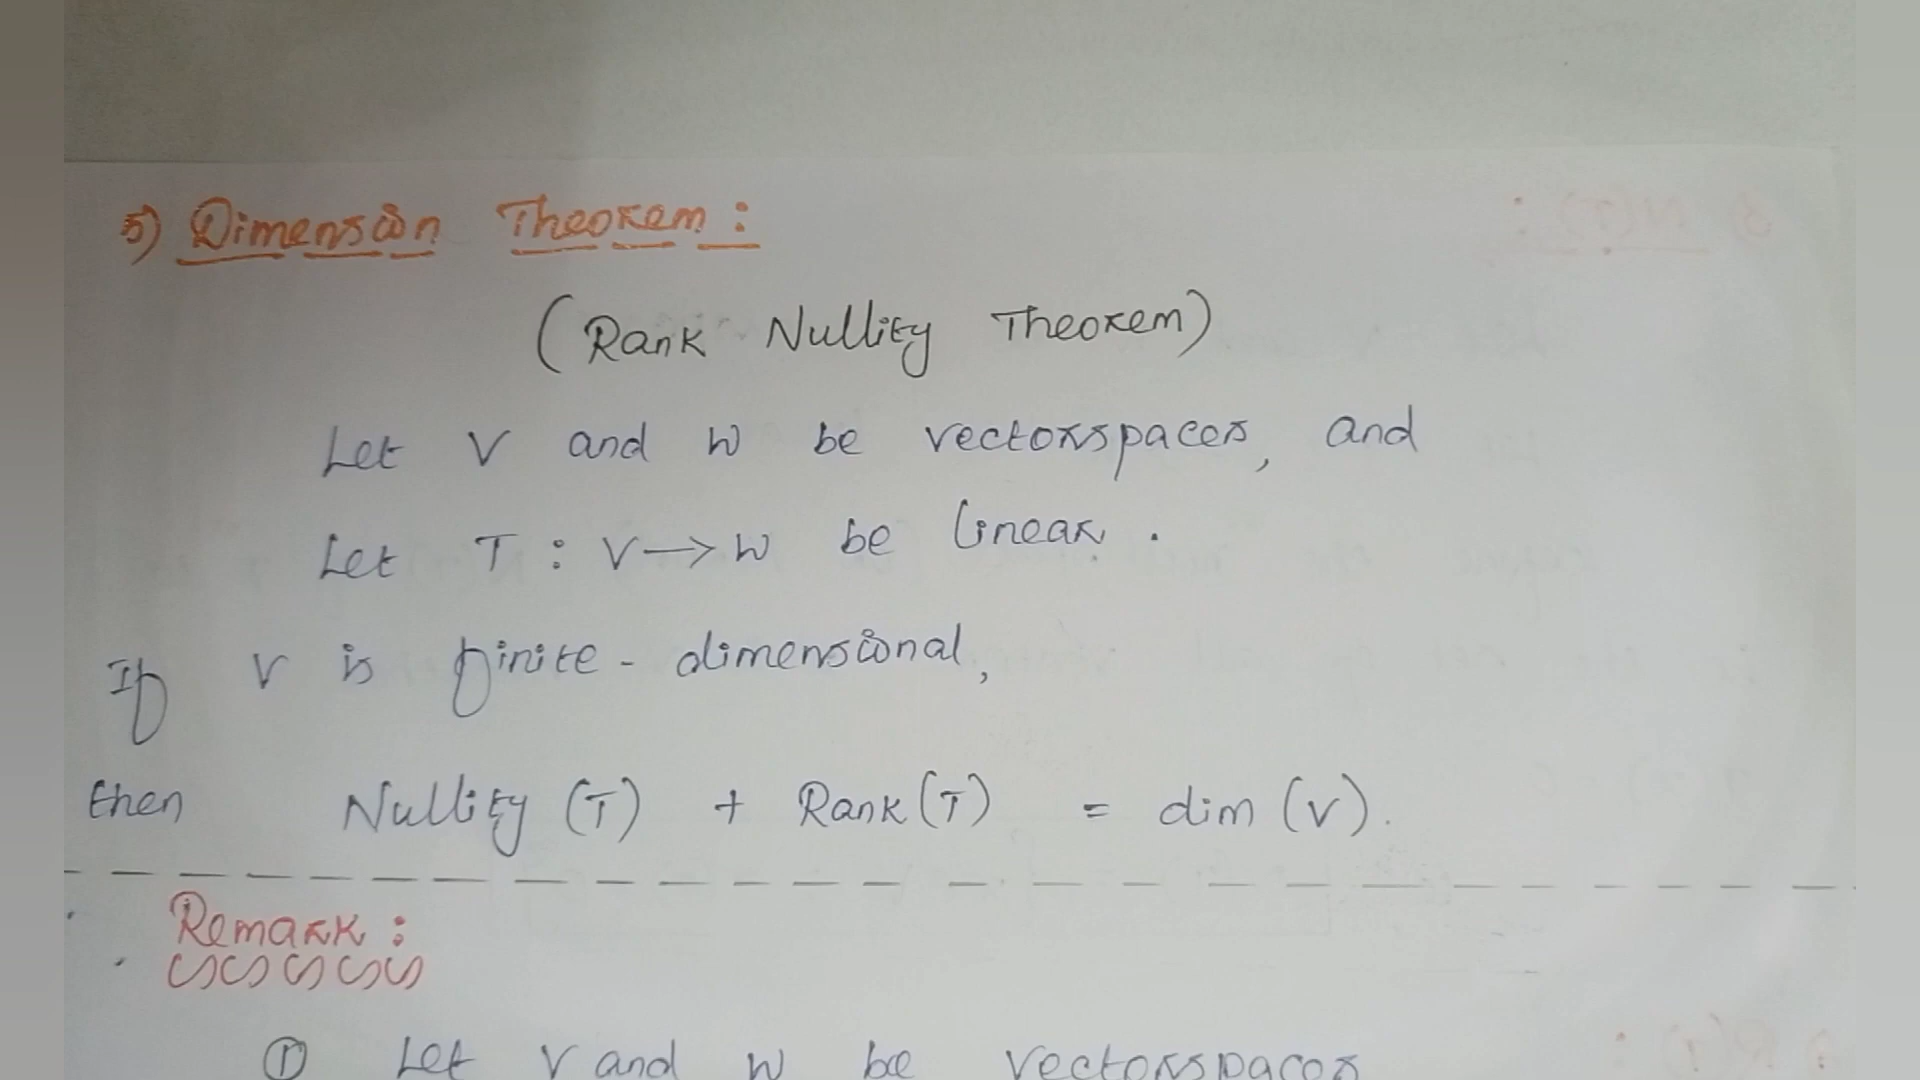 5) Dimension Theorem:
(Rank Nullity Theorem)
Let V and W be vectorspaces, and
Let T : V → W be linear.
If V is finite-dimensional,
then Nullity (T) + Rank (T) = dim (V).
Remark:
① Let V and W be vectorspaces